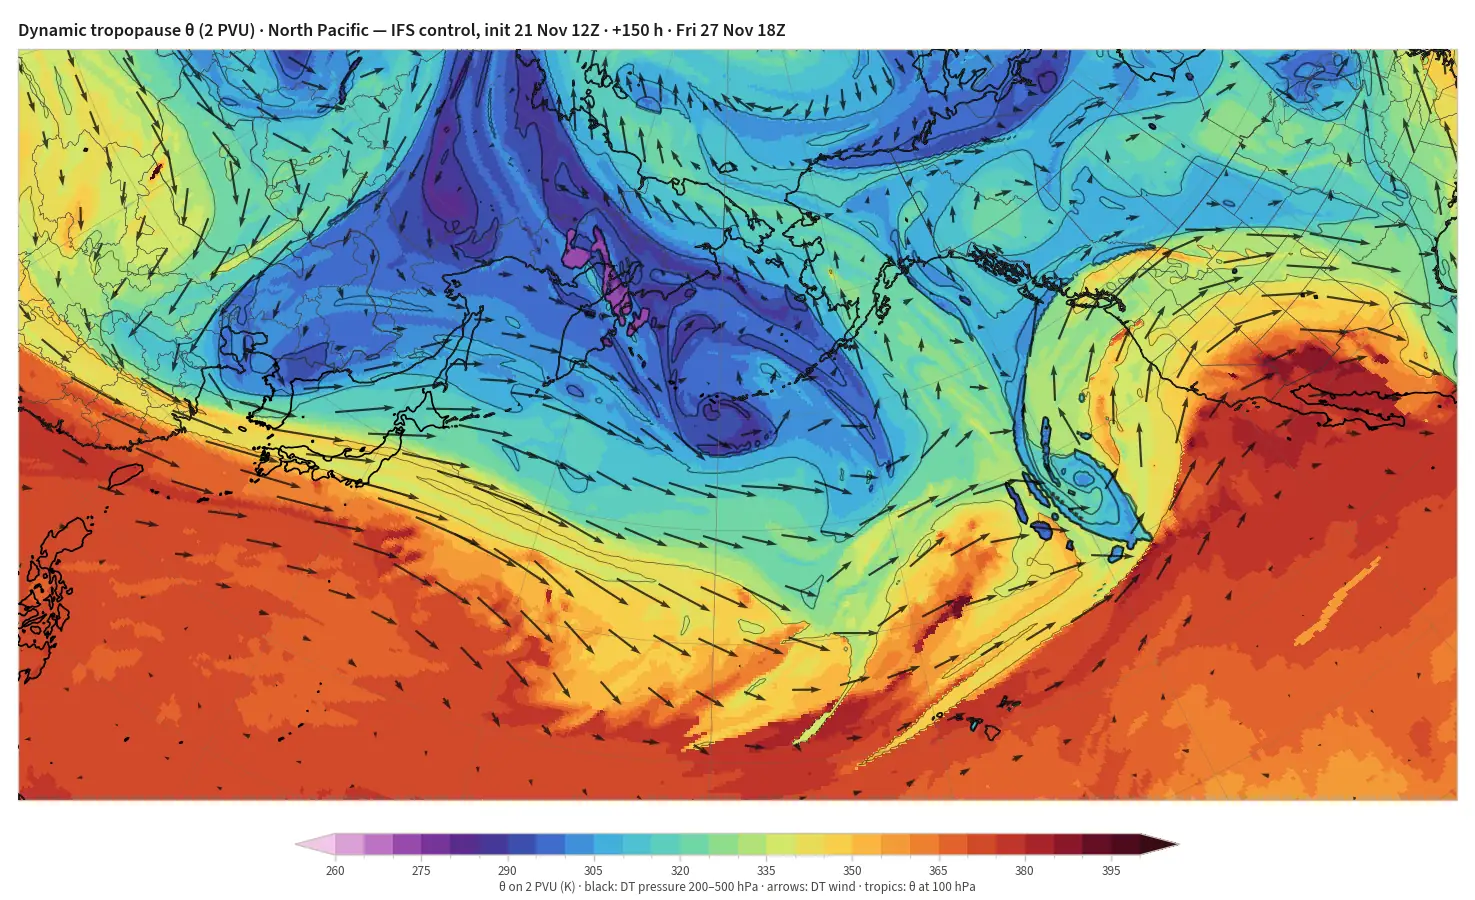 Dynamic tropopause θ (2 PVU) · North Pacific — IFS control, init 21 Nov 12Z · +150 h · Fri 27 Nov 18Z
260 275 290 305 320 335 350 365 380 395
θ on 2 PVU (K) · black: DT pressure 200–500 hPa · arrows: DT wind · tropics: θ at 100 hPa